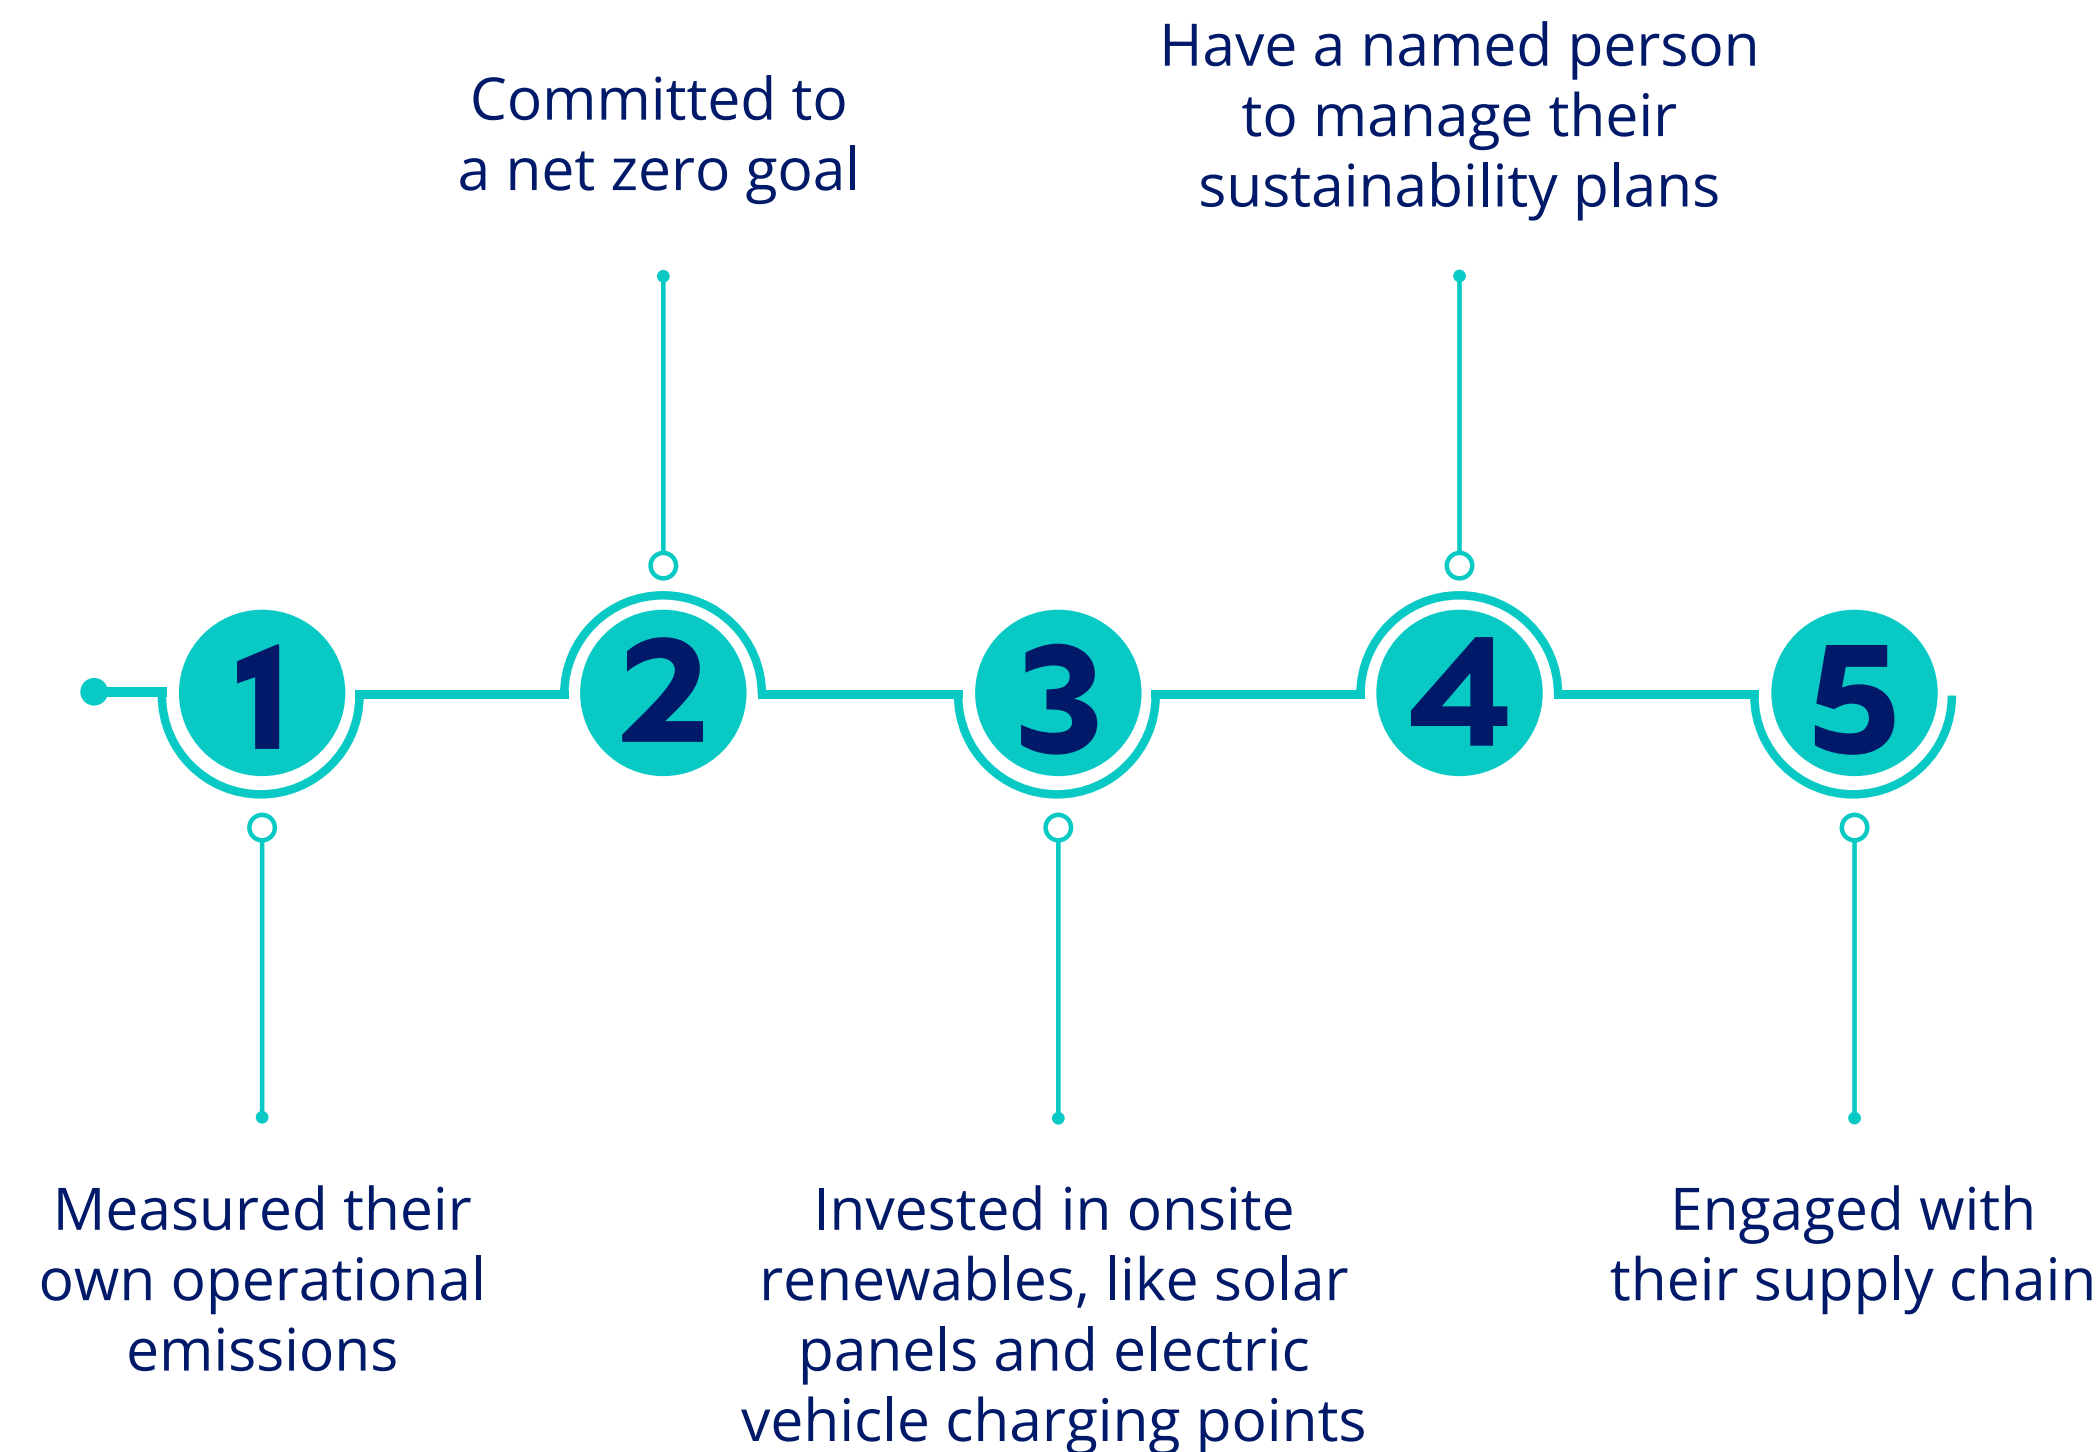 Have a named person
to manage their
sustainability plans
Committed to
a net zero goal
1
2
3
4
5
Measured their
own operational
emissions
Invested in onsite
renewables, like solar
panels and electric
vehicle charging points
Engaged with
their supply chain